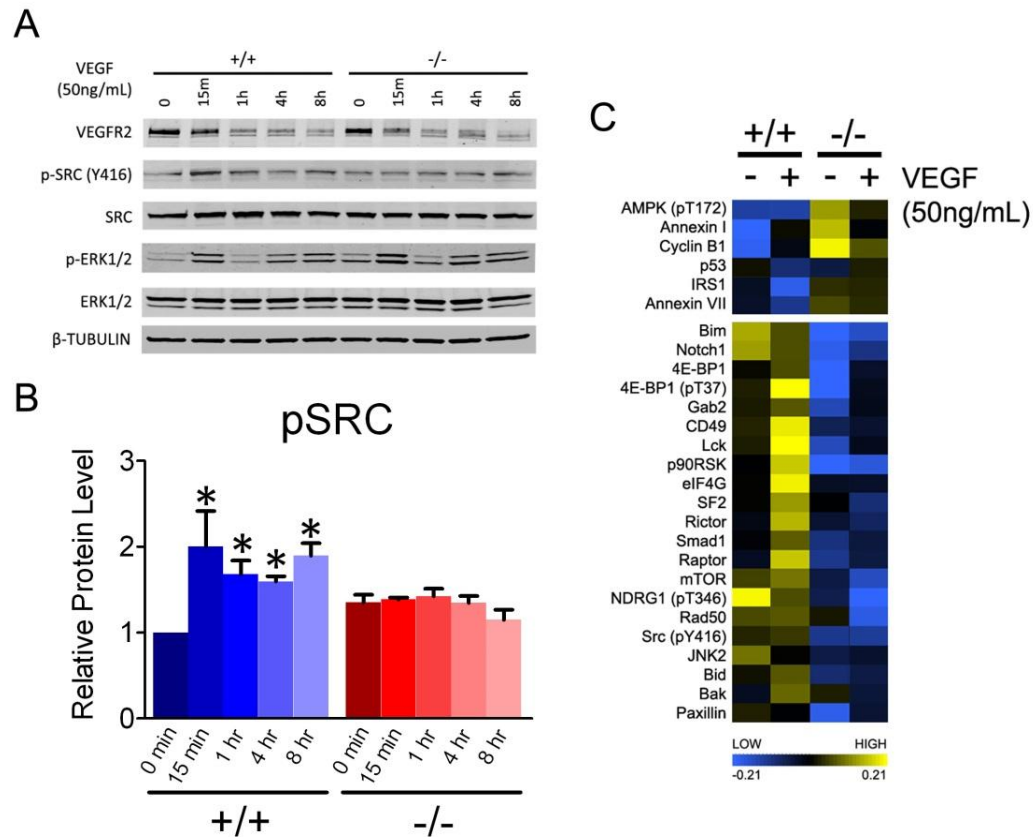 A
VEGF
(50ng/mL)
+/+
-/-
0 15m 1h 4h 8h 0 15m 1h 4h 8h
VEGFR2
p-SRC (Y416)
SRC
p-ERK1/2
ERK1/2
β-TUBULIN
B
pSRC
Relative Protein Level
3
2
1
0
* * * *
0 min 15 min 1 hr 4 hr 8 hr 0 min 15 min 1 hr 4 hr 8 hr
+/+ -/-
C
+/+ -/-
- + - + VEGF
(50ng/mL)
AMPK (pT172)
Annexin I
Cyclin B1
p53
IRS1
Annexin VII
Bim
Notch1
4E-BP1
4E-BP1 (pT37)
Gab2
CD49
Lck
p90RSK
eIF4G
SF2
Rictor
Smad1
Raptor
mTOR
NDRG1 (pT346)
Rad50
Src (pY416)
JNK2
Bid
Bak
Paxillin
LOW HIGH
-0.21 0.21